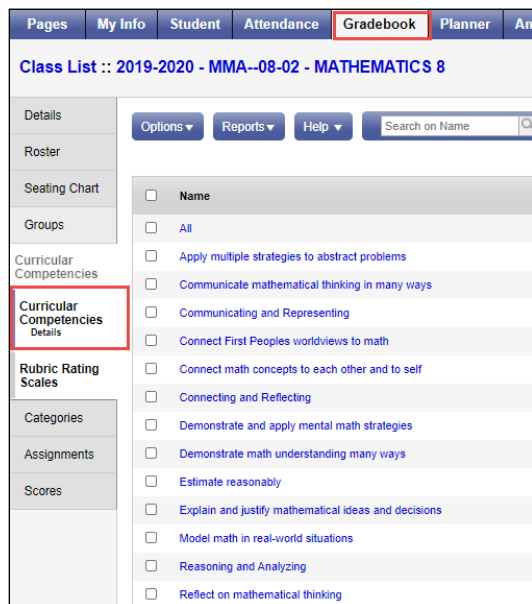 Pages My Info Student Attendance Gradebook Planner
Class List :: 2019-2020 - MMA--08-02 - MATHEMATICS 8
Details
Roster
Seating Chart
Groups
Curricular
Competencies
Curricular
Competencies
Details
Rubric Rating
Scales
Categories
Assignments
Scores
Options Reports Help Search on Name
Name
All
Apply multiple strategies to abstract problems
Communicate mathematical thinking in many ways
Communicating and Representing
Connect First Peoples worldviews to math
Connect math concepts to each other and to self
Connecting and Reflecting
Demonstrate and apply mental math strategies
Demonstrate math understanding many ways
Estimate reasonably
Explain and justify mathematical ideas and decisions
Model math in real-world situations
Reasoning and Analyzing
Reflect on mathematical thinking